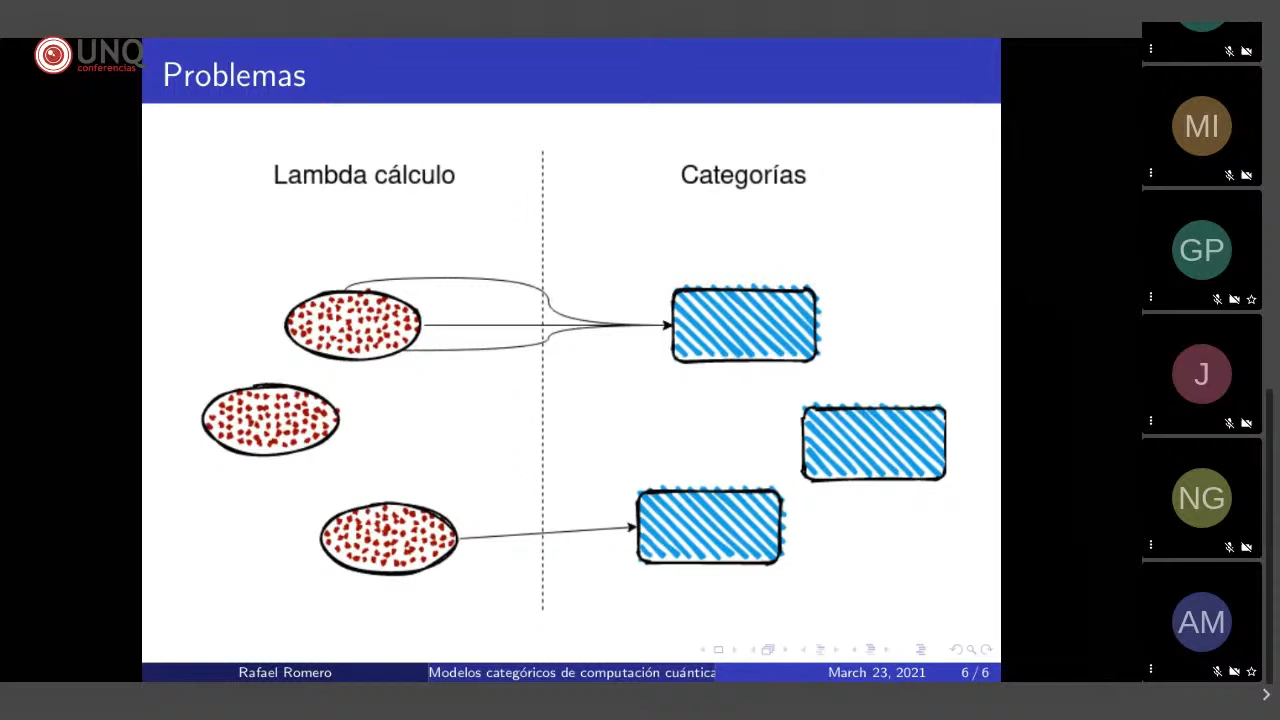 UNQ
conferencias
Problemas
Lambda cálculo
Categorías
Rafael Romero
Modelos categóricos de computación cuántica
March 23, 2021
6 / 6
MI
GP
J
NG
AM